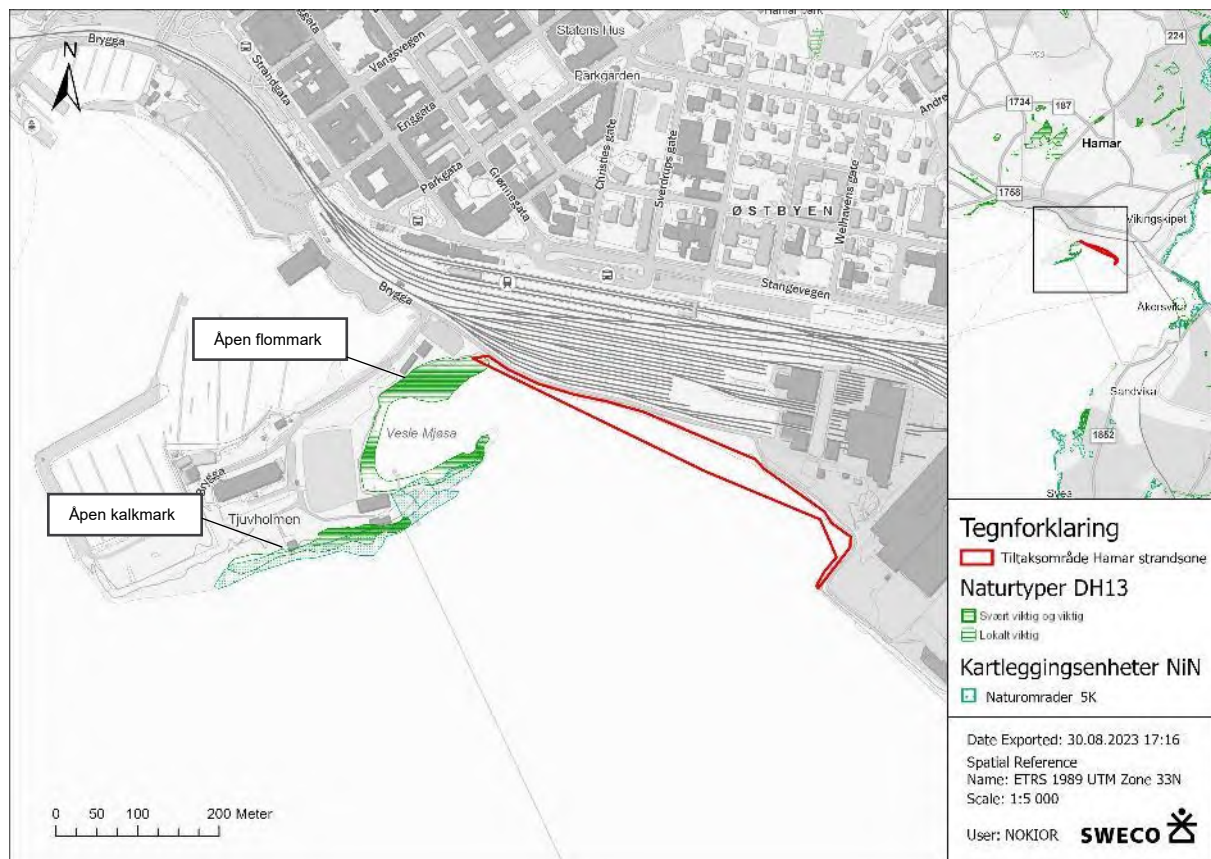 Brygga
N
Strandgata
Vangsvegen
Enggata
Parkgata
Grønnegata
Statens Hus
Parkgården
Christies gate
Sverdrups gate
Welhavens gate
ØSTBYEN
Stangevegen
Brygga
Åpen flommark
Vesle Mjøsa
Brygga
Åpen kalkmark
Tjuvholmen
0 50 100 200 Meter
224
1734
187
Hamar
1758
Vikingskipet
Åkersvika
Sandvika
1852
Tegnforklaring
Tiltaksområde Hamar strandsone
Naturtyper DH13
Svært viktig og viktig
Lokalt viktig
Kartleggingsenheter NiN
Naturområder 5K
Date Exported: 30.08.2023 17:16
Spatial Reference
Name: ETRS 1989 UTM Zone 33N
Scale: 1:5 000
User: NOKIOR
SWECO